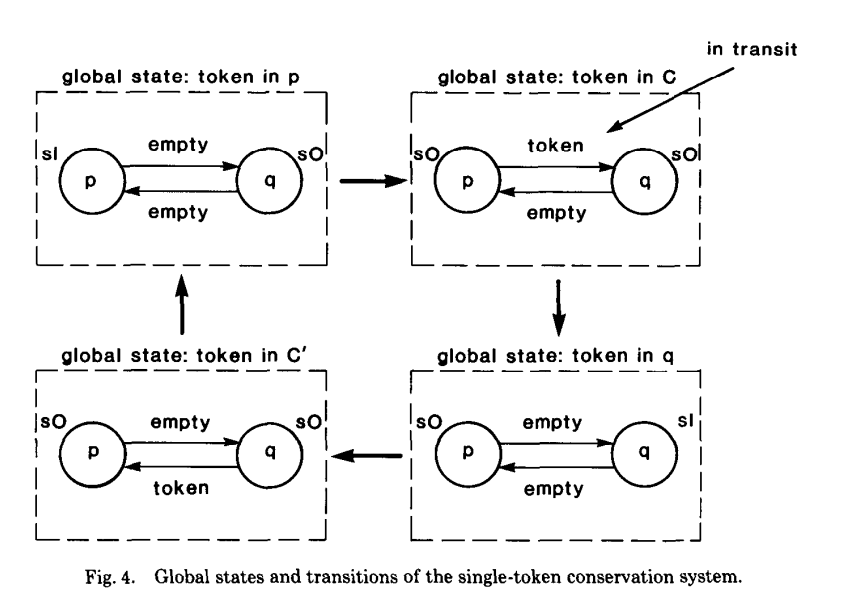 in transit
global state: token in p
global state: token in C
sI
empty
sO
p
q
empty
sO
token
sO
p
q
empty
global state: token in C′
global state: token in q
sO
empty
sO
p
q
token
sO
empty
sI
p
q
empty
Fig. 4. Global states and transitions of the single-token conservation system.